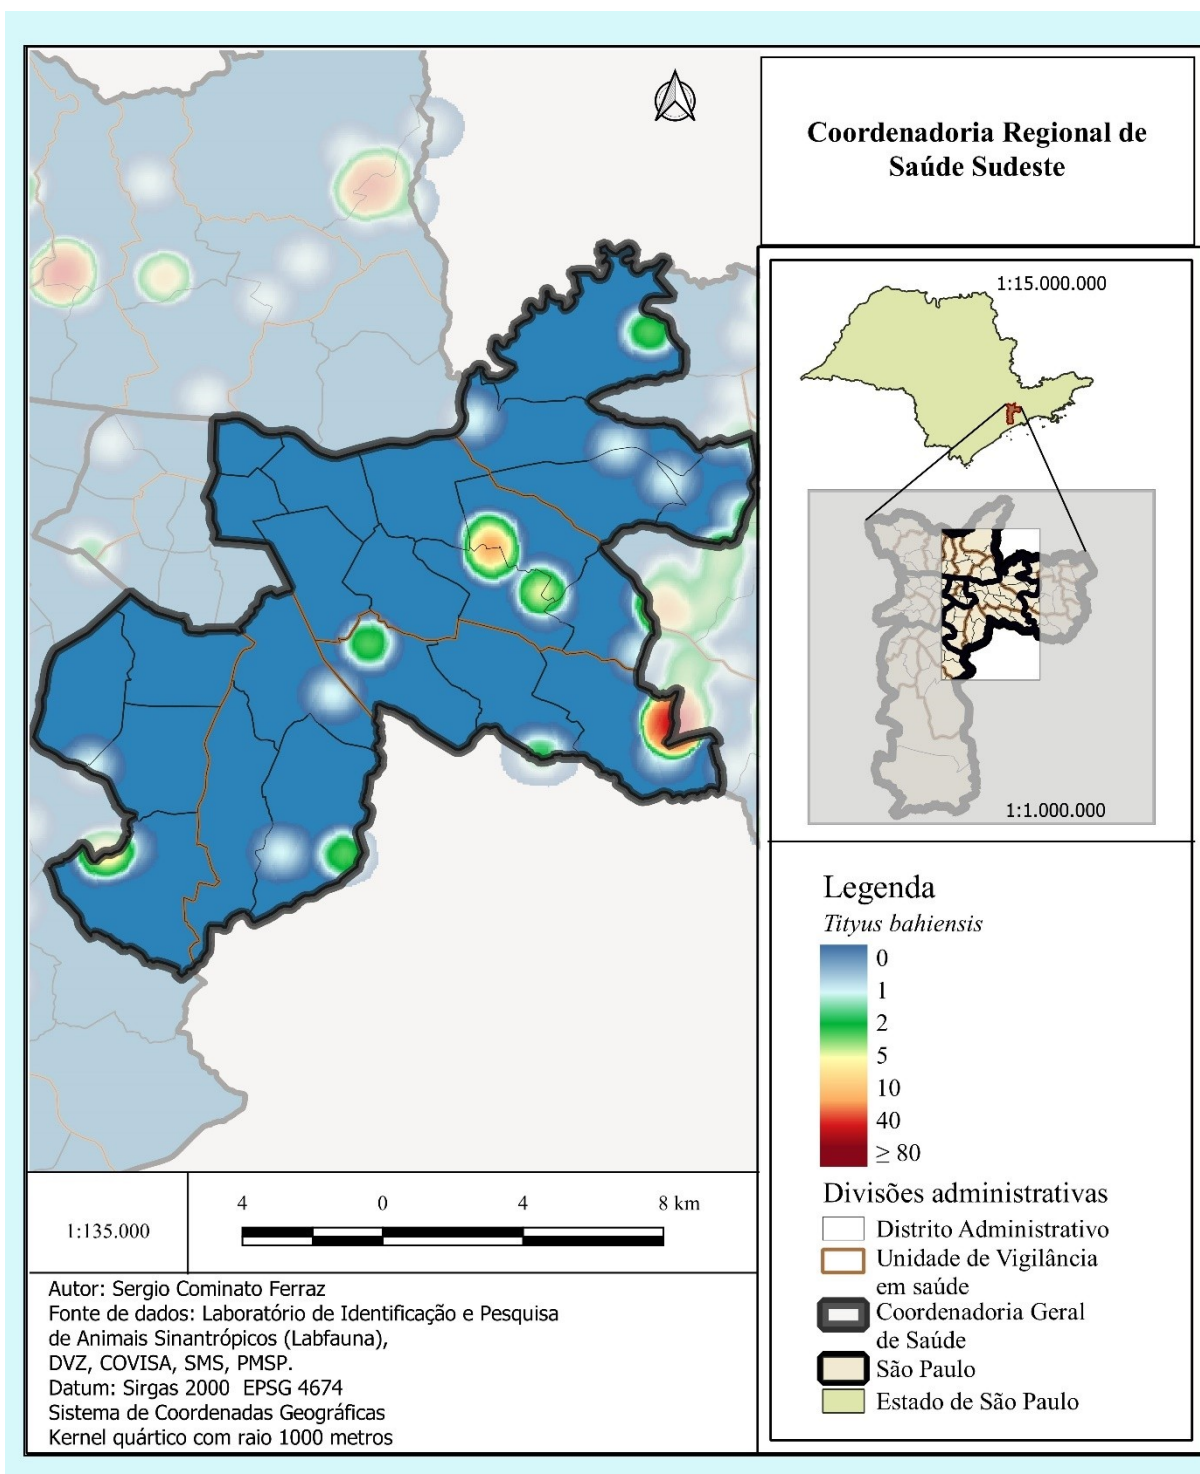 Coordenadoria Regional de
Saúde Sudeste
1:15.000.000
1:1.000.000
Legenda
Tityus bahiensis
0
1
2
5
10
40
≥ 80
Divisões administrativas
Distrito Administrativo
Unidade de Vigilância
em saúde
Coordenadoria Geral
de Saúde
São Paulo
Estado de São Paulo
1:135.000
4 0 4 8 km
Autor: Sergio Cominato Ferraz
Fonte de dados: Laboratório de Identificação e Pesquisa
de Animais Sinantrópicos (Labfauna),
DVZ, COVISA, SMS, PMSP.
Datum: Sirgas 2000 EPSG 4674
Sistema de Coordenadas Geográficas
Kernel quártico com raio 1000 metros